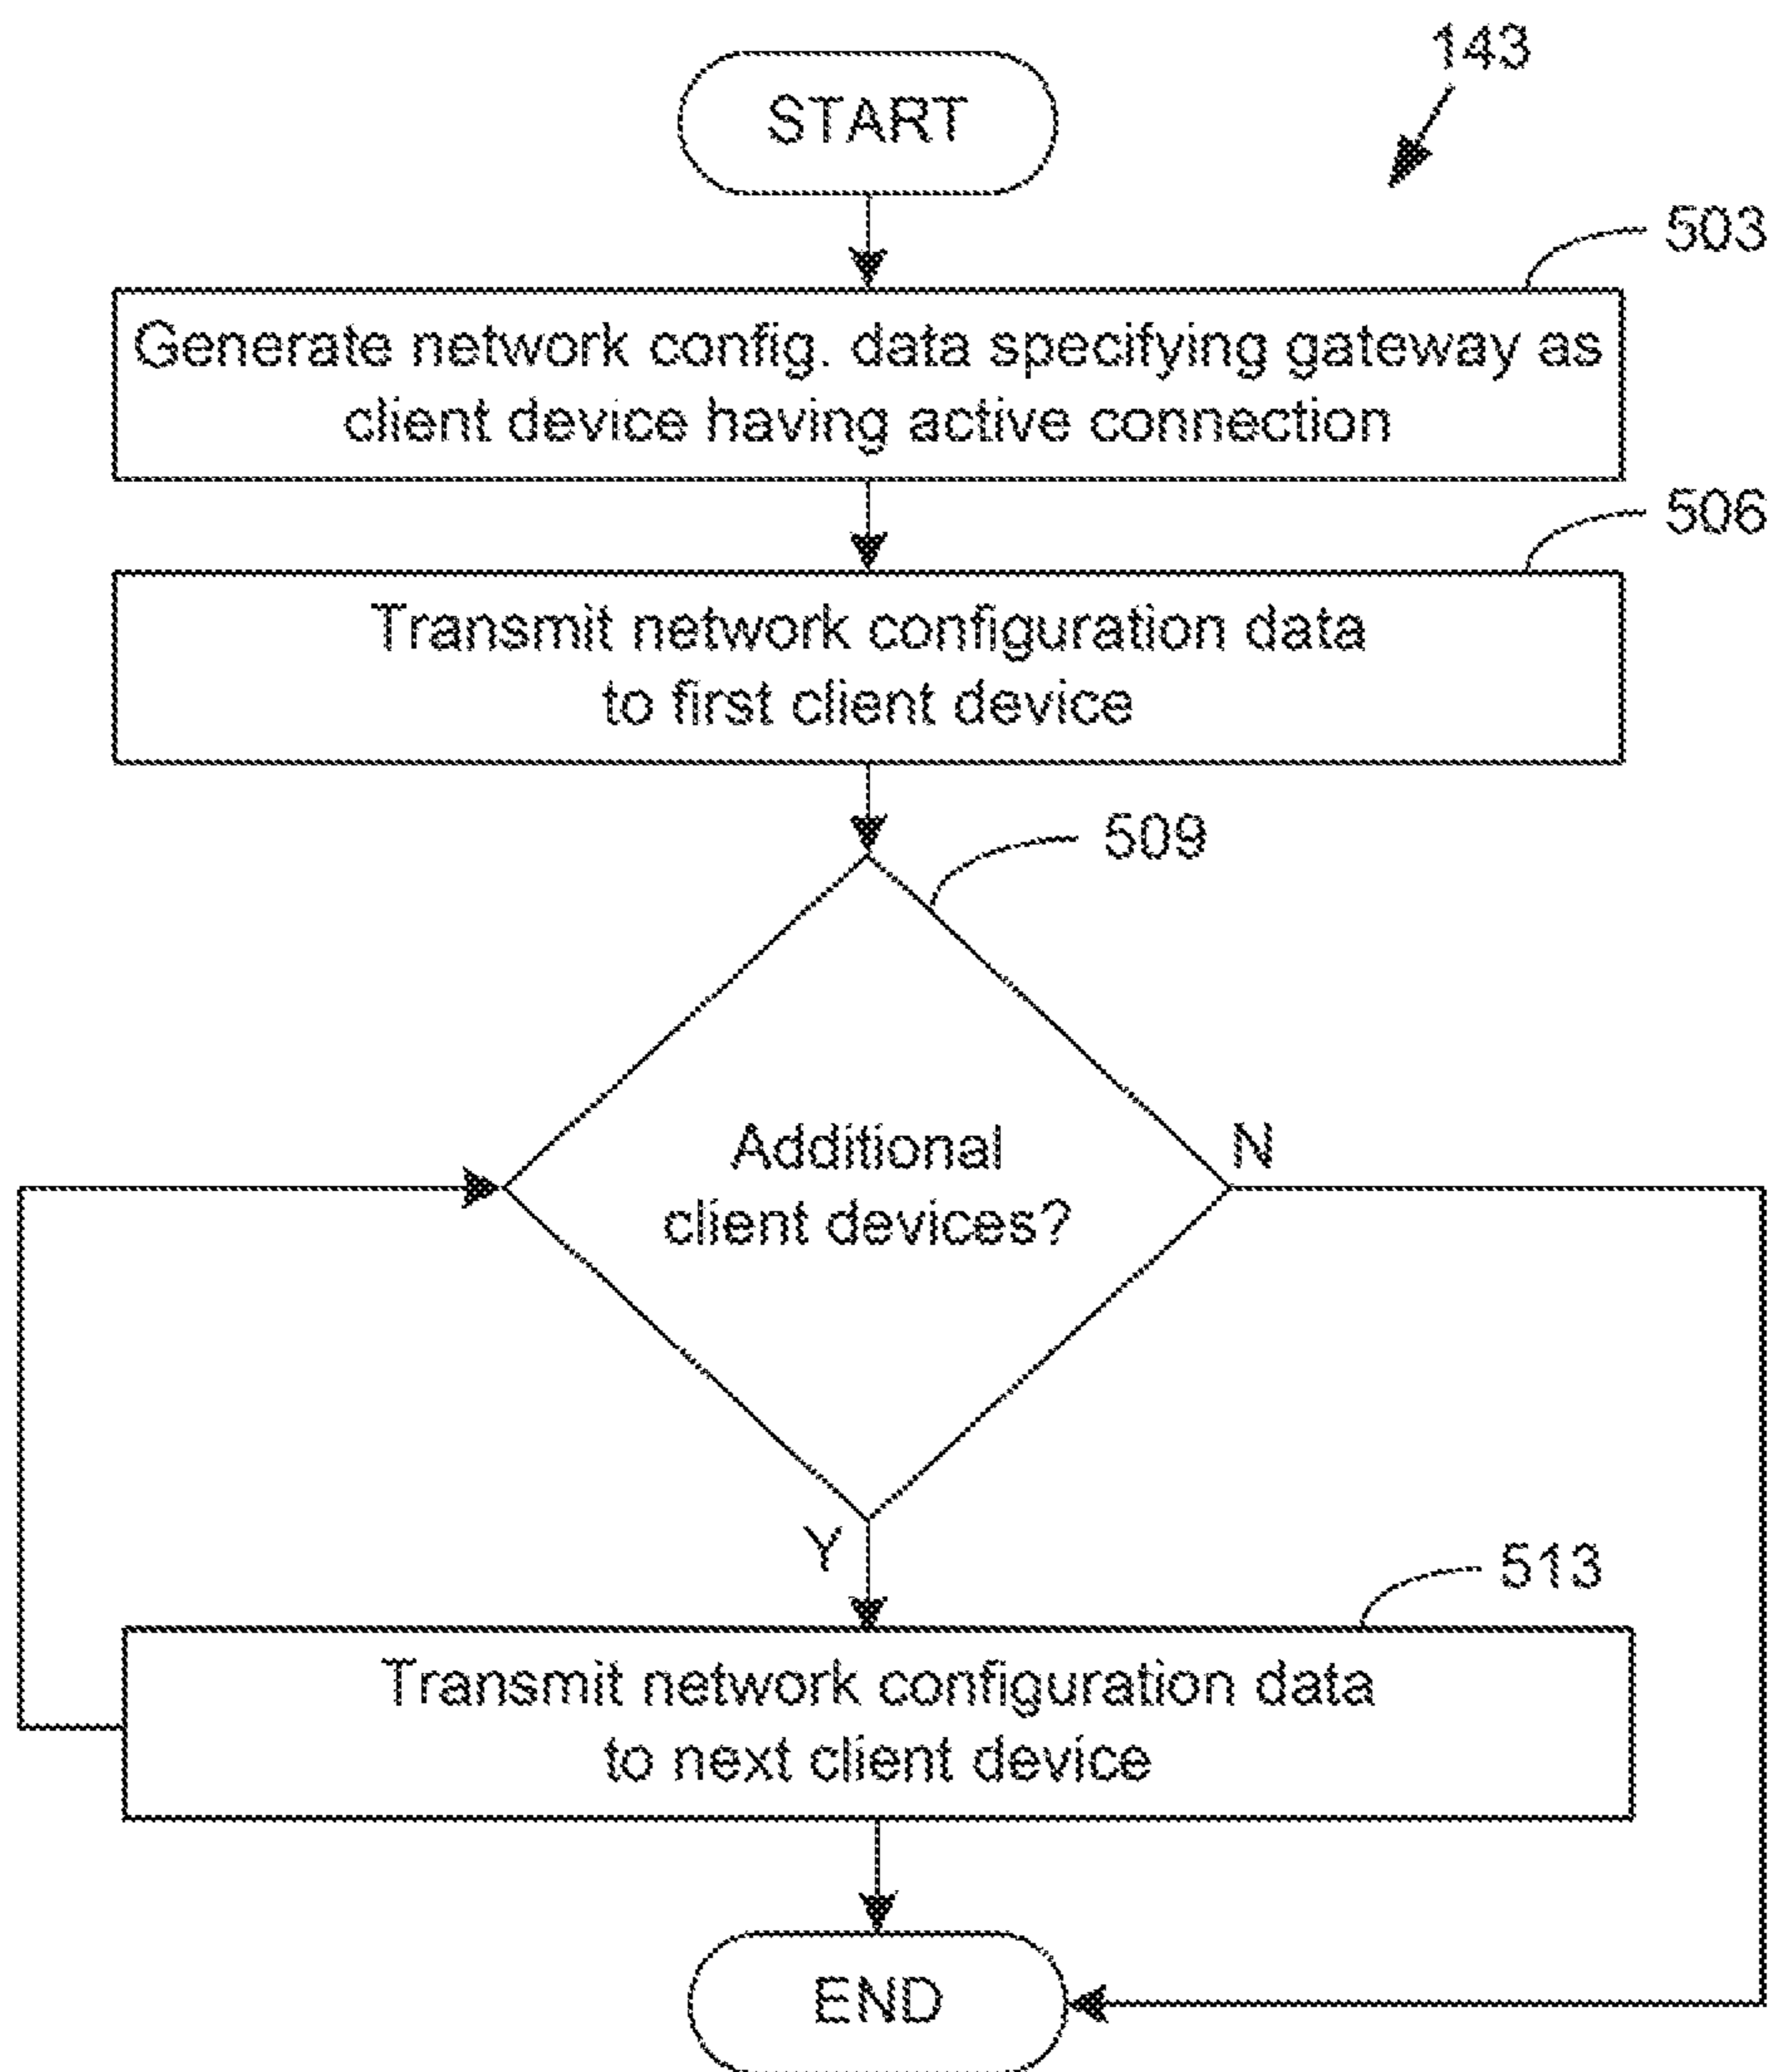 143
START
503
Generate network config. data specifying gateway as
client device having active connection
506
Transmit network configuration data
to first client device
509
Additional
client devices?
N
Y
513
Transmit network configuration data
to next client device
END